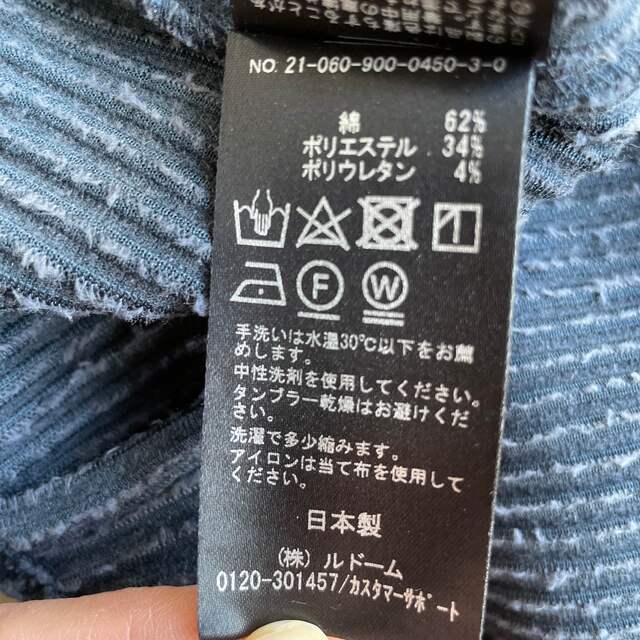 NO. 21-060-900-0450-3-0
綿 62%
ポリエステル 34%
ポリウレタン 4%
F W
手洗いは水温30℃以下をお薦
めします。
中性洗剤を使用してください。
タンブラー乾燥はお避けくだ
さい。
洗濯で多少縮みます。
アイロンは当て布を使用して
ください。
日本製
(株) ルドーム
0120-301457/カスタマーサポート